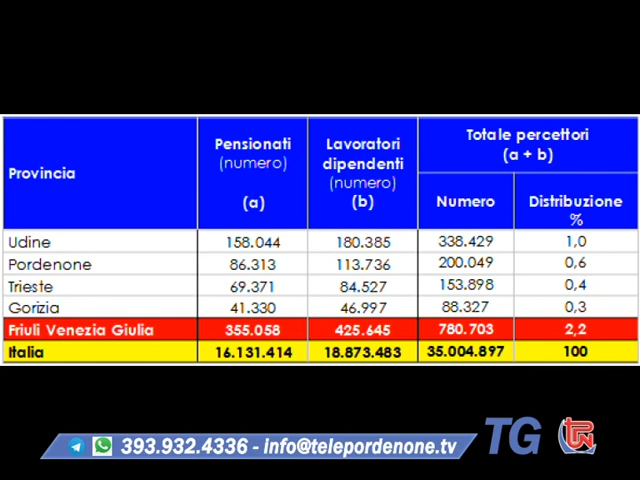 Provincia
Pensionati
(numero)
(a)
Lavoratori
dipendenti
(numero)
(b)
Totale percettori
(a + b)
Numero
Distribuzione
%
Udine 158.044 180.385 338.429 1,0
Pordenone 86.313 113.736 200.049 0,6
Trieste 69.371 84.527 153.898 0,4
Gorizia 41.330 46.997 88.327 0,3
Friuli Venezia Giulia 355.058 425.645 780.703 2,2
Italia 16.131.414 18.873.483 35.004.897 100
393.932.4336 - info@telepordenone.tv
TG
TPN